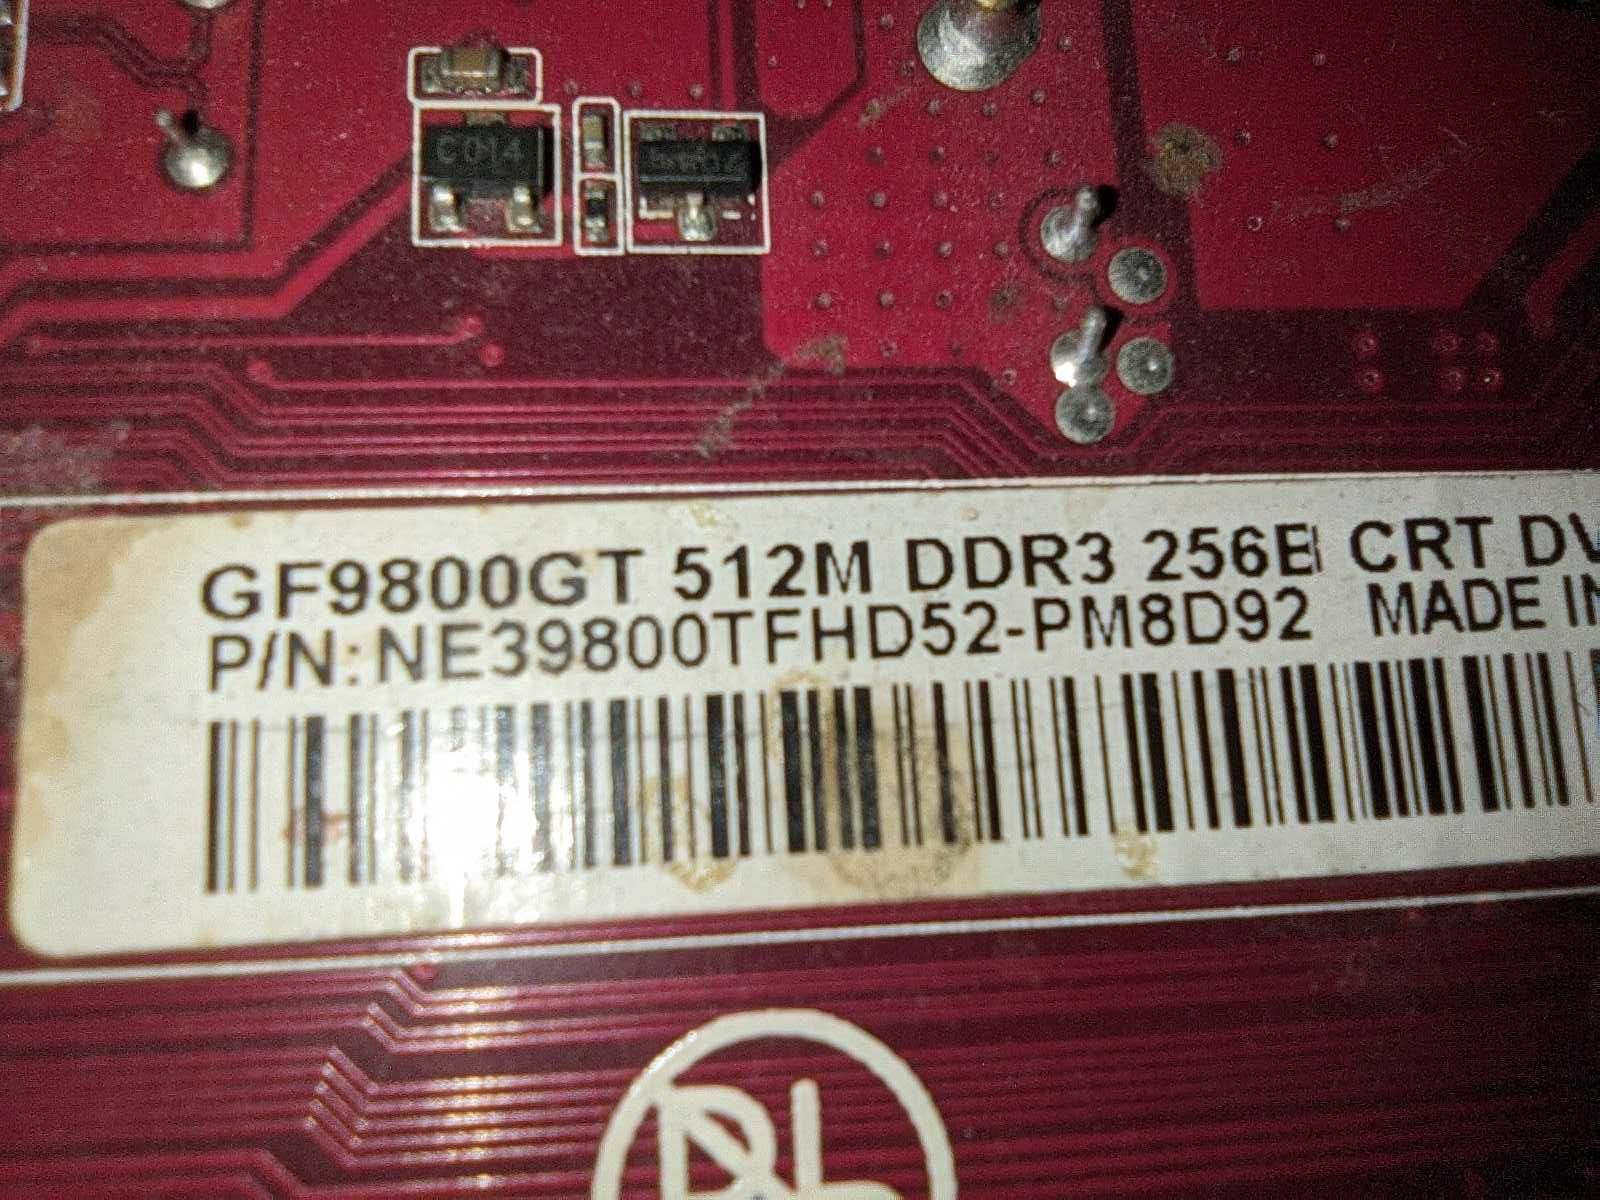 C014
GF9800GT 512M DDR3 256B CRT DV
P/N:NE39800TFHD52-PM8D92 MADE IN